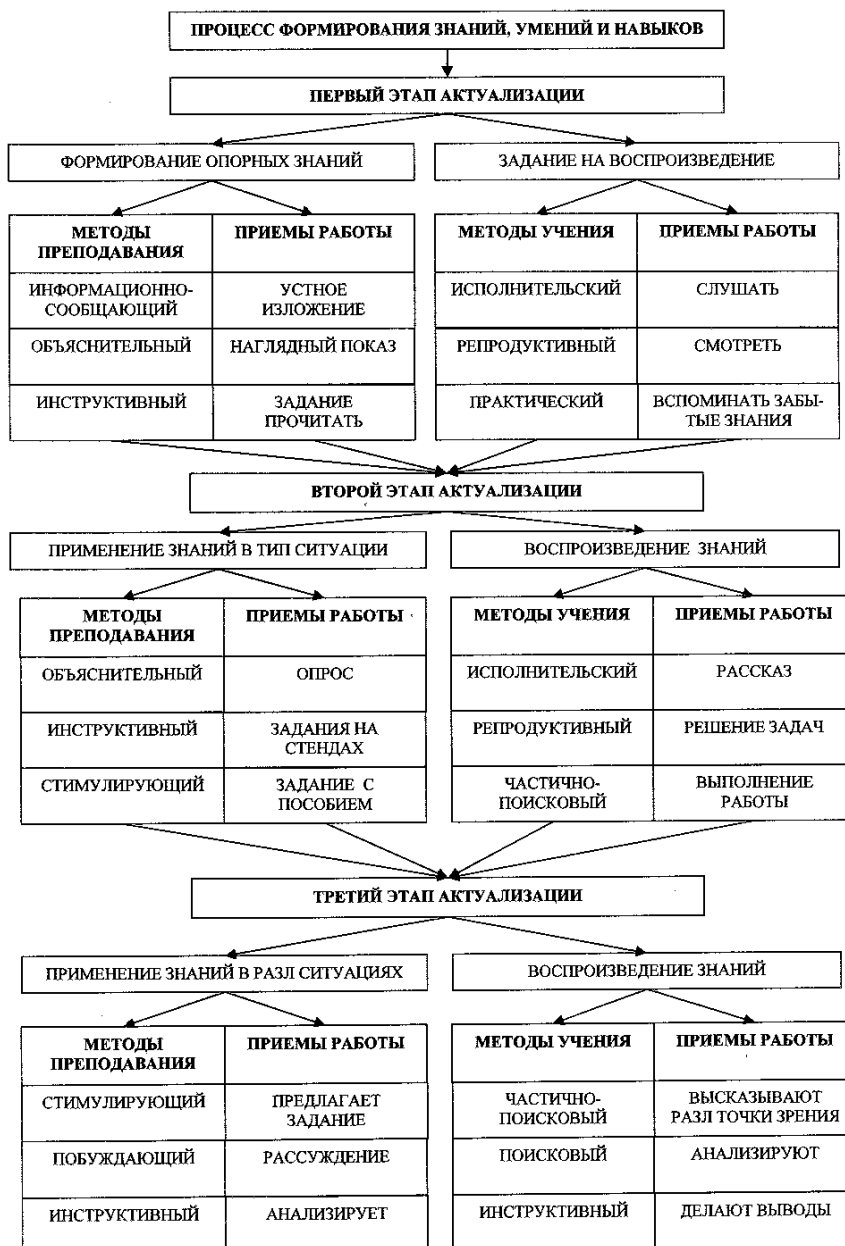 ПРОЦЕСС ФОРМИРОВАНИЯ ЗНАНИЙ, УМЕНИЙ И НАВЫКОВ
ПЕРВЫЙ ЭТАП АКТУАЛИЗАЦИИ
ФОРМИРОВАНИЕ ОПОРНЫХ ЗНАНИЙ
МЕТОДЫ
ПРЕПОДАВАНИЯ
ПРИЕМЫ РАБОТЫ
ИНФОРМАЦИОННО-
СООБЩАЮЩИЙ
УСТНОЕ
ИЗЛОЖЕНИЕ
ОБЪЯСНИТЕЛЬНЫЙ
НАГЛЯДНЫЙ ПОКАЗ
ИНСТРУКТИВНЫЙ
ЗАДАНИЕ
ПРОЧИТАТЬ
ЗАДАНИЕ НА ВОСПРОИЗВЕДЕНИЕ
МЕТОДЫ УЧЕНИЯ
ПРИЕМЫ РАБОТЫ
ИСПОЛНИТЕЛЬСКИЙ
СЛУШАТЬ
РЕПРОДУКТИВНЫЙ
СМОТРЕТЬ
ПРАКТИЧЕСКИЙ
ВСПОМИНАТЬ ЗАБЫ-
ТЫЕ ЗНАНИЯ
ВТОРОЙ ЭТАП АКТУАЛИЗАЦИИ
ПРИМЕНЕНИЕ ЗНАНИЙ В ТИП СИТУАЦИИ
МЕТОДЫ
ПРЕПОДАВАНИЯ
ПРИЕМЫ РАБОТЫ
ОБЪЯСНИТЕЛЬНЫЙ
ОПРОС
ИНСТРУКТИВНЫЙ
ЗАДАНИЯ НА
СТЕНДАХ
СТИМУЛИРУЮЩИЙ
ЗАДАНИЕ С
ПОСОБИЕМ
ВОСПРОИЗВЕДЕНИЕ ЗНАНИЙ
МЕТОДЫ УЧЕНИЯ
ПРИЕМЫ РАБОТЫ
ИСПОЛНИТЕЛЬСКИЙ
РАССКАЗ
РЕПРОДУКТИВНЫЙ
РЕШЕНИЕ ЗАДАЧ
ЧАСТИЧНО-
ПОИСКОВЫЙ
ВЫПОЛНЕНИЕ
РАБОТЫ
ТРЕТИЙ ЭТАП АКТУАЛИЗАЦИИ
ПРИМЕНЕНИЕ ЗНАНИЙ В РАЗЛ СИТУАЦИЯХ
МЕТОДЫ
ПРЕПОДАВАНИЯ
ПРИЕМЫ РАБОТЫ
СТИМУЛИРУЮЩИЙ
ПРЕДЛАГАЕТ
ЗАДАНИЕ
ПОБУЖДАЮЩИЙ
РАССУЖДЕНИЕ
ИНСТРУКТИВНЫЙ
АНАЛИЗИРУЕТ
ВОСПРОИЗВЕДЕНИЕ ЗНАНИЙ
МЕТОДЫ УЧЕНИЯ
ПРИЕМЫ РАБОТЫ
ЧАСТИЧНО-
ПОИСКОВЫЙ
ВЫСКАЗЫВАЮТ
РАЗЛ ТОЧКИ ЗРЕНИЯ
ПОИСКОВЫЙ
АНАЛИЗИРУЮТ
ИНСТРУКТИВНЫЙ
ДЕЛАЮТ ВЫВОДЫ